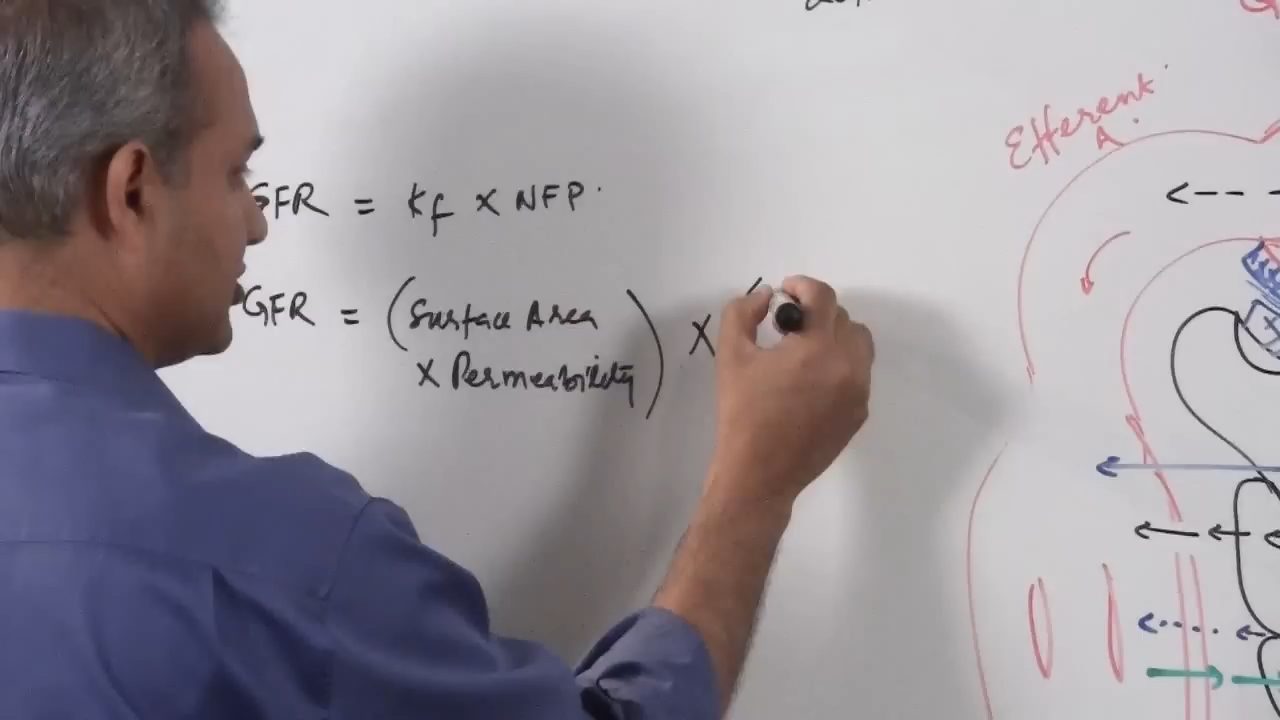 GFR = Kf x NFP.
GFR = (Surface Area
x Permeability) x (
Efferent
A.